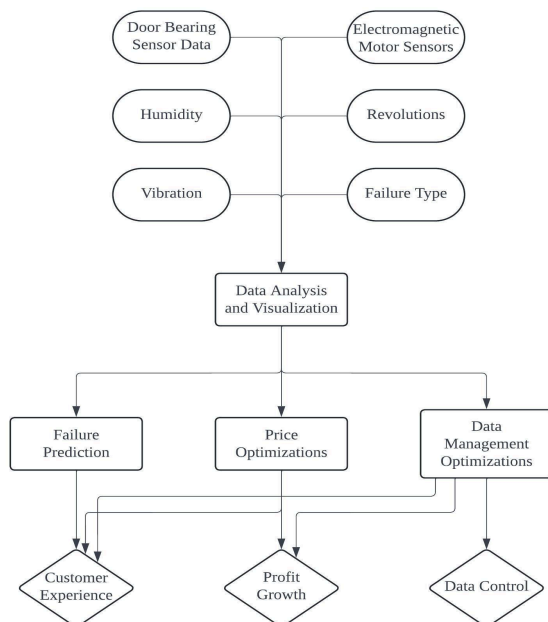 Door Bearing
Sensor Data
Electromagnetic
Motor Sensors
Humidity
Revolutions
Vibration
Failure Type
Data Analysis
and Visualization
Failure
Prediction
Price
Optimizations
Data
Management
Optimizations
Customer
Experience
Profit
Growth
Data Control